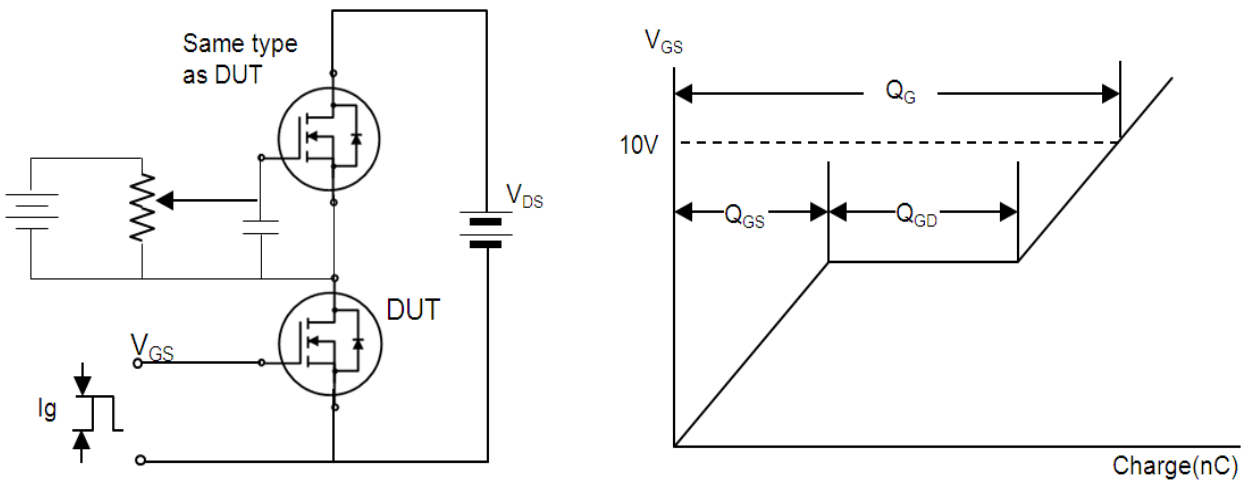 Same type
as DUT
VDS
DUT
VGS
Ig
VGS
QG
10V
QGS
QGD
Charge(nC)